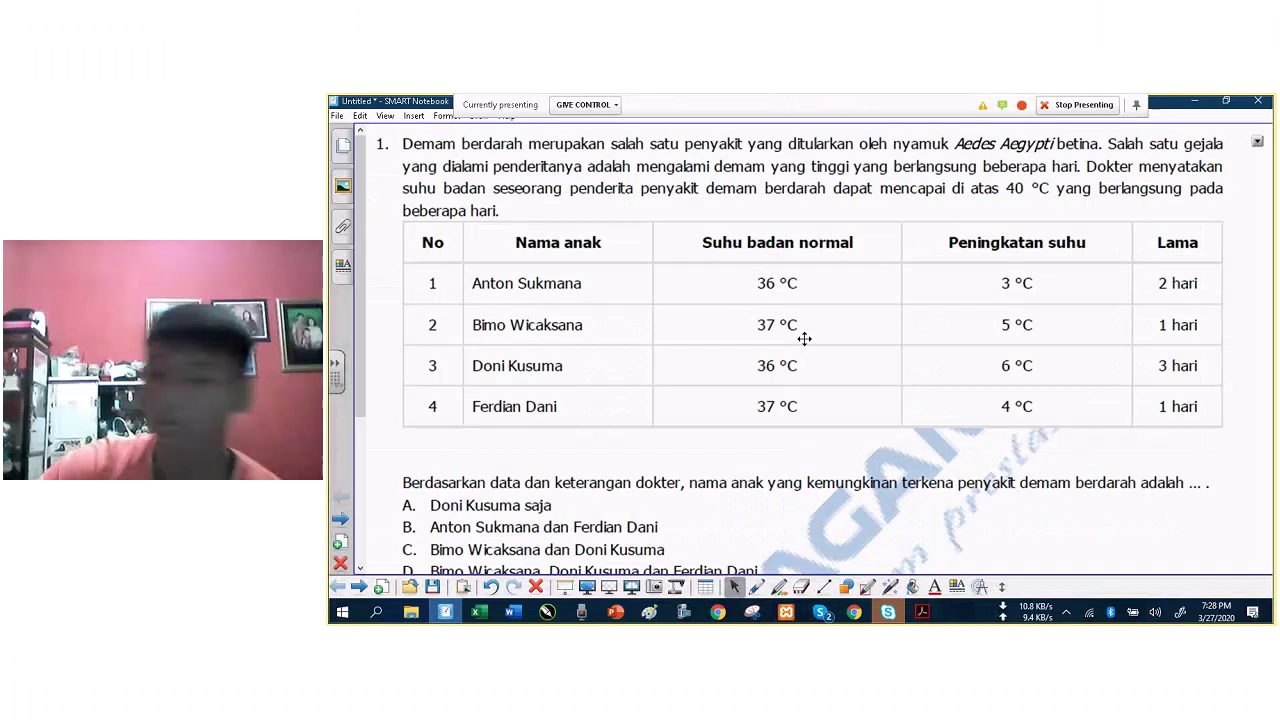 Untitled * - SMART Notebook
Currently presenting
GIVE CONTROL
Stop Presenting
File Edit View Insert
1. Demam berdarah merupakan salah satu penyakit yang ditularkan oleh nyamuk Aedes Aegypti betina. Salah satu gejala
yang dialami penderitanya adalah mengalami demam yang tinggi yang berlangsung beberapa hari. Dokter menyatakan
suhu badan seseorang penderita penyakit demam berdarah dapat mencapai di atas 40 °C yang berlangsung pada
beberapa hari.
No Nama anak Suhu badan normal Peningkatan suhu Lama
1 Anton Sukmana 36 °C 3 °C 2 hari
2 Bimo Wicaksana 37 °C 5 °C 1 hari
3 Doni Kusuma 36 °C 6 °C 3 hari
4 Ferdian Dani 37 °C 4 °C 1 hari
Berdasarkan data dan keterangan dokter, nama anak yang kemungkinan terkena penyakit demam berdarah adalah ... .
A. Doni Kusuma saja
B. Anton Sukmana dan Ferdian Dani
C. Bimo Wicaksana dan Doni Kusuma
D. Bimo Wicaksana, Doni Kusuma dan Ferdian Dani
10.8 KB/s
9.4 KB/s
7:28 PM
3/27/2020